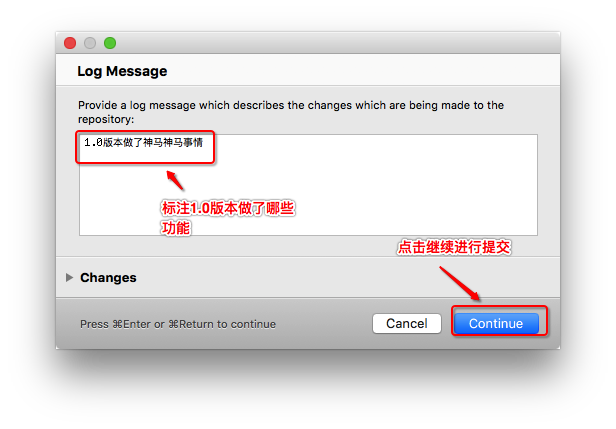 Log Message
Provide a log message which describes the changes which are being made to the
repository:
1.0版本做了神马神马事情
标注1.0版本做了哪些
功能
点击继续进行提交
Changes
Press ⌘Enter or ⌘Return to continue
Cancel
Continue